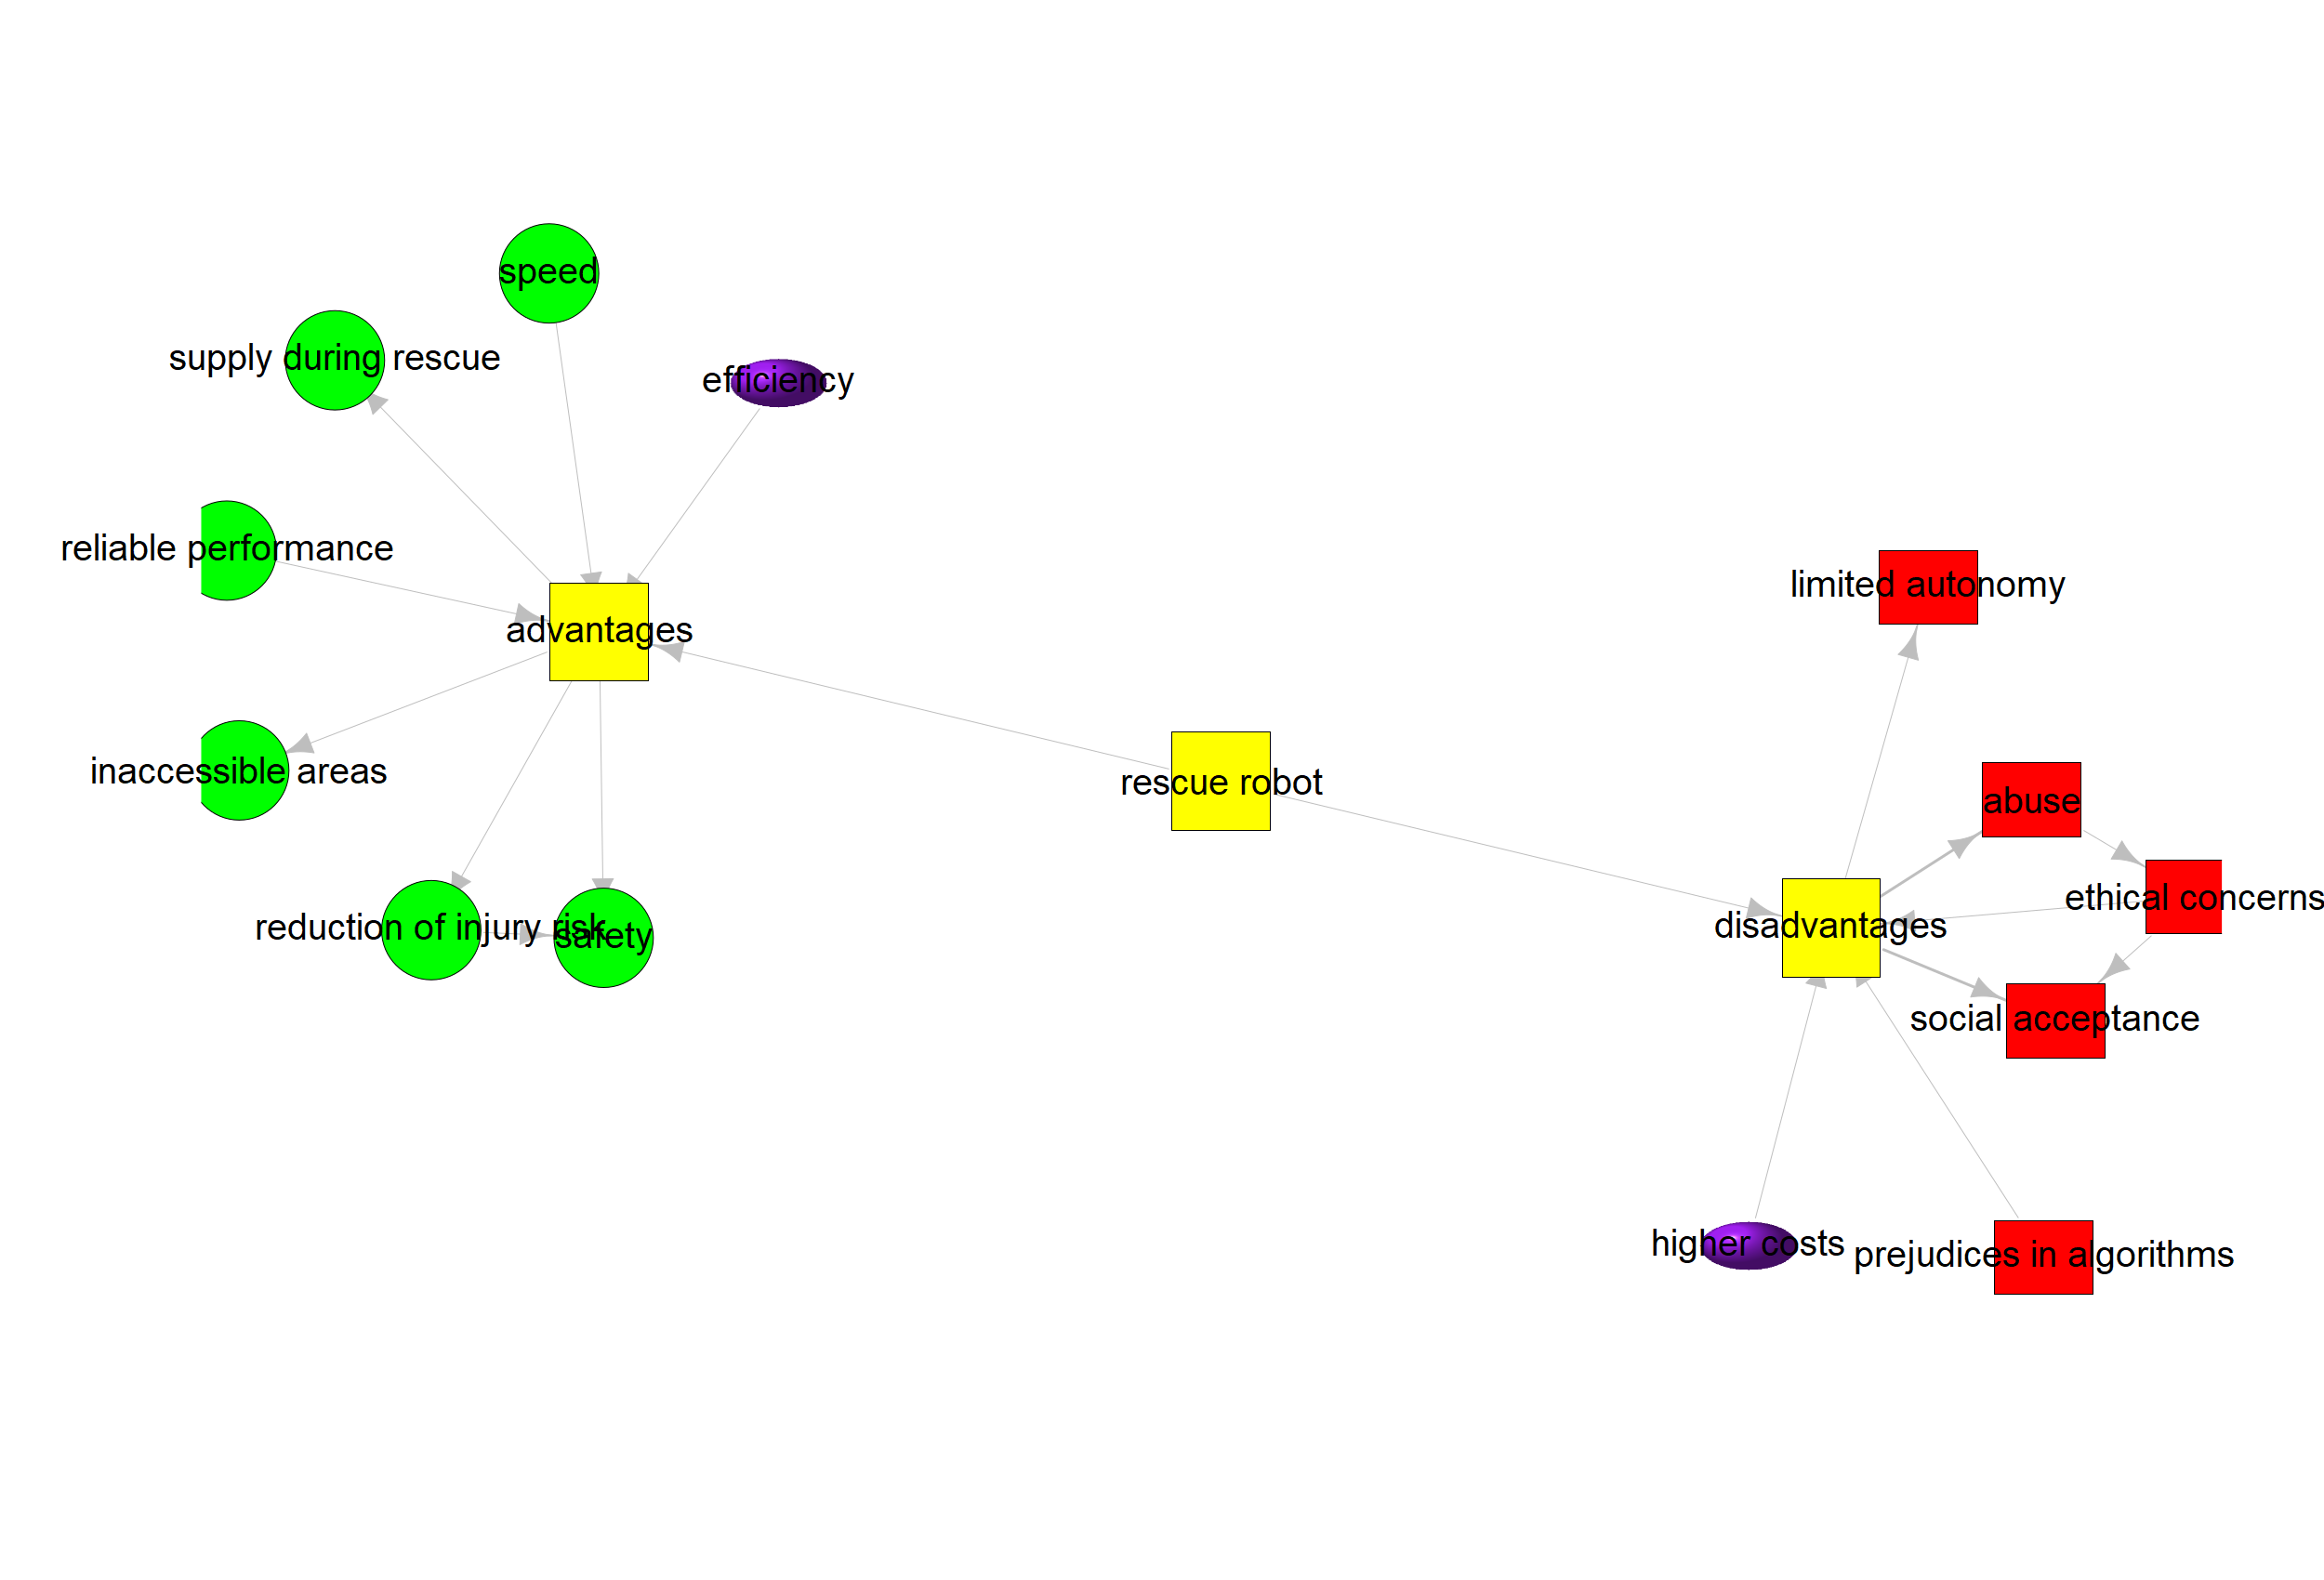 speed
supply during rescue
efficiency
reliable performance
limited autonomy
advantages
inaccessible areas
rescue robot
abuse
ethical concerns
reduction of injury risk
safety
disadvantages
social acceptance
higher costs
prejudices in algorithms